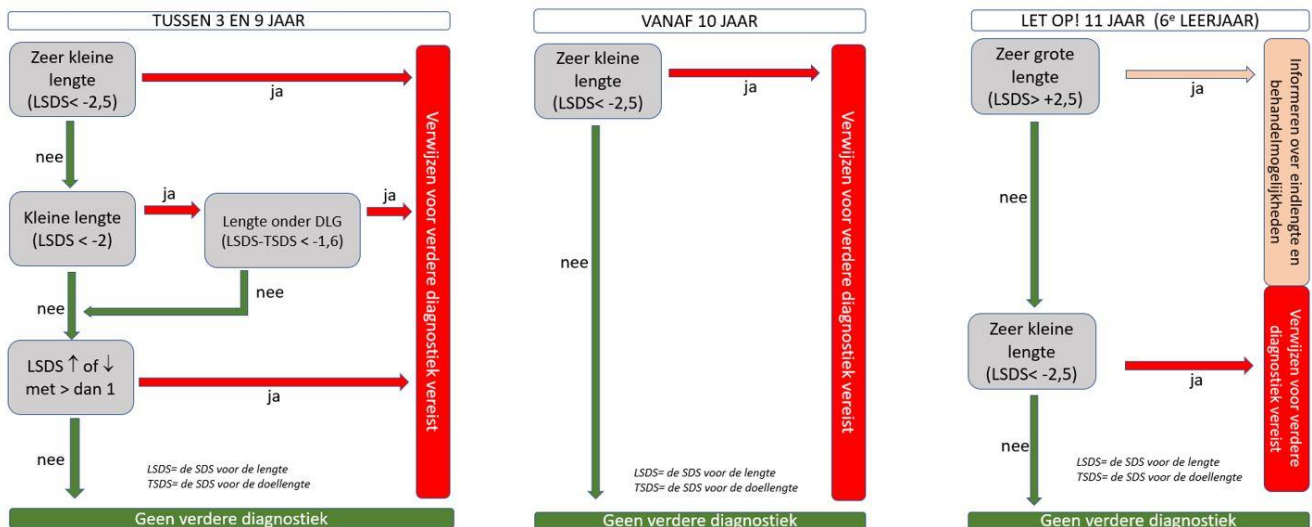 TUSSEN 3 EN 9 JAAR
Zeer kleine
lengte
(LSDS< -2,5)
ja
nee
Kleine lengte
(LSDS < -2)
ja
Lengte onder DLG
(LSDS-TSDS < -1,6)
ja
nee
nee
LSDS ↑ of ↓
met > dan 1
ja
nee
LSDS= de SDS voor de lengte
TSDS= de SDS voor de doellengte
Verwijzen voor verdere diagnostiek vereist
Geen verdere diagnostiek
VANAF 10 JAAR
Zeer kleine
lengte
(LSDS< -2,5)
ja
nee
LSDS= de SDS voor de lengte
TSDS= de SDS voor de doellengte
Verwijzen voor verdere diagnostiek vereist
Geen verdere diagnostiek
LET OP! 11 JAAR (6e LEERJAAR)
Zeer grote
lengte
(LSDS> +2,5)
ja
Informeren over eindlengte en
behandelmogelijkheden
nee
Zeer kleine
lengte
(LSDS< -2,5)
ja
Verwijzen voor verdere
diagnostiek vereist
nee
LSDS= de SDS voor de lengte
TSDS= de SDS voor de doellengte
Geen verdere diagnostiek